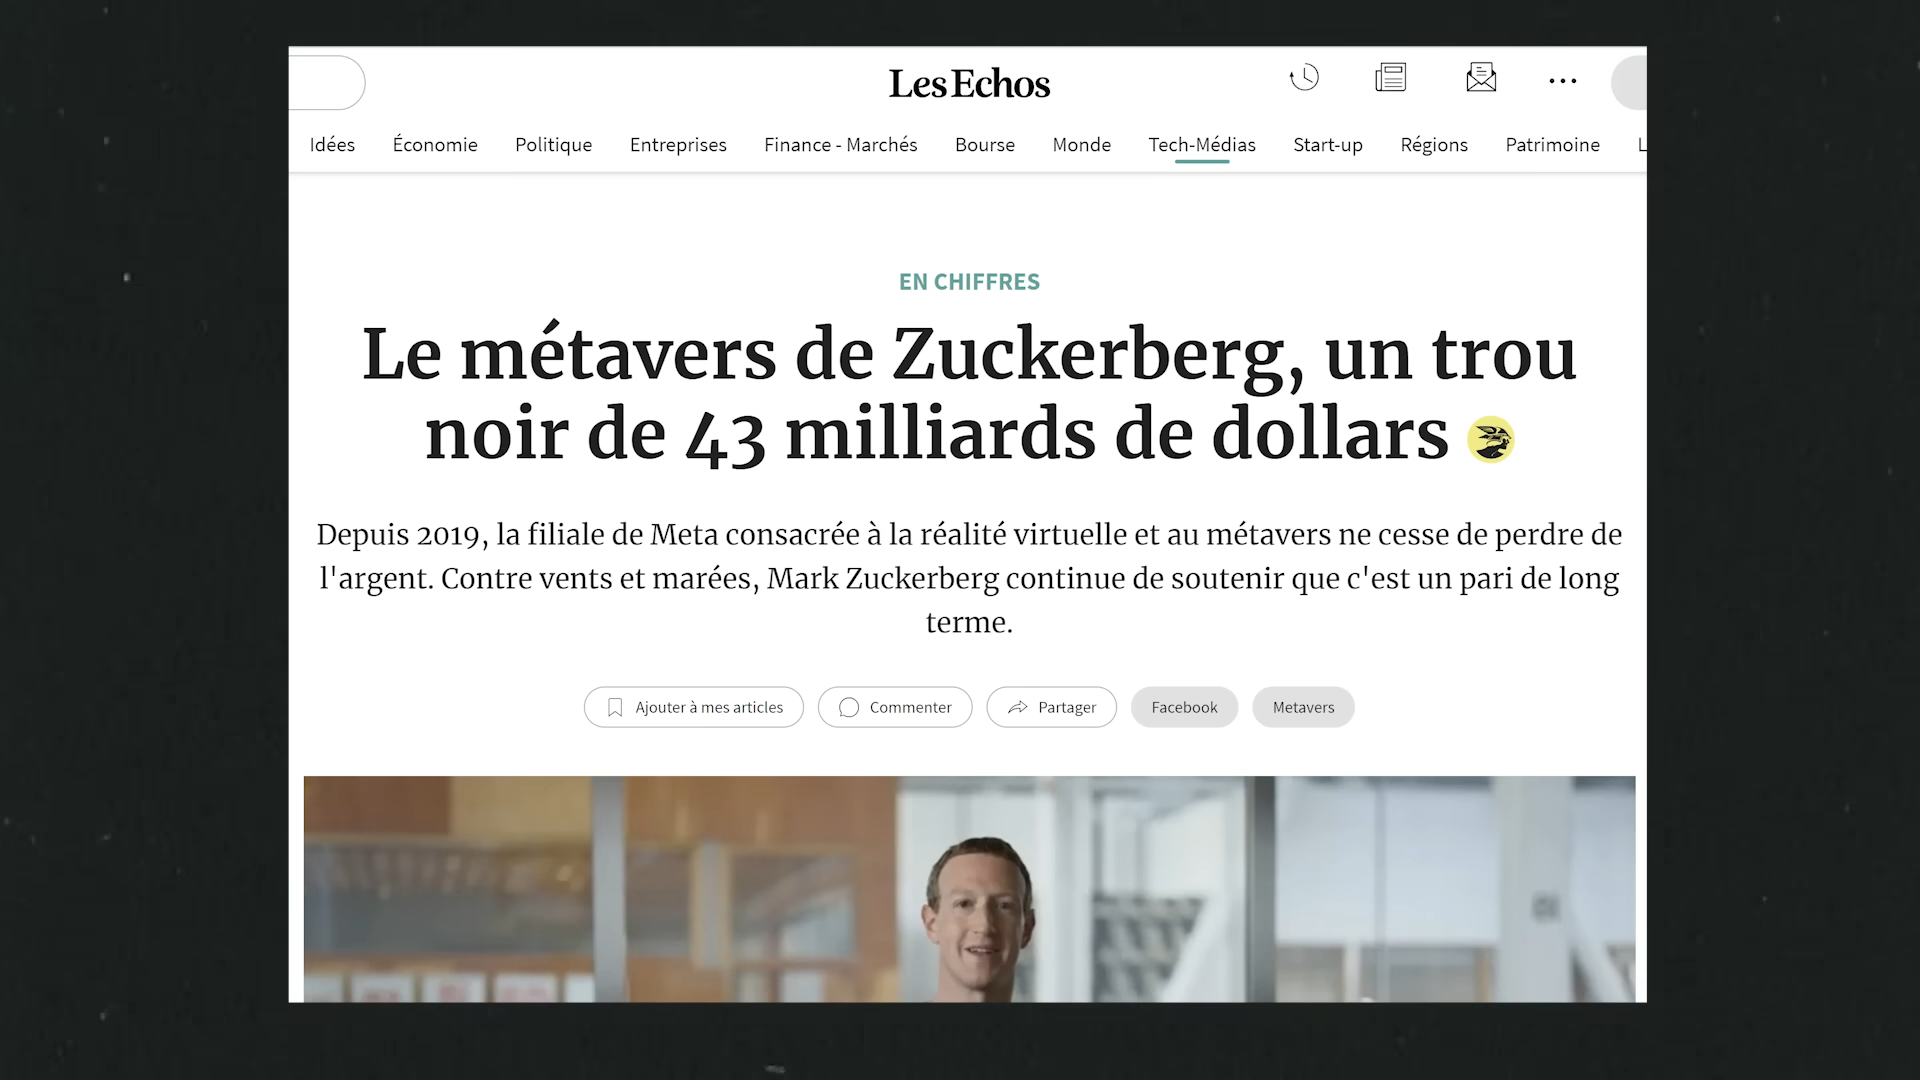 Les Echos
Idées Économie Politique Entreprises Finance - Marchés Bourse Monde Tech-Médias Start-up Régions Patrimoine L
EN CHIFFRES
Le métavers de Zuckerberg, un trou
noir de 43 milliards de dollars
Depuis 2019, la filiale de Meta consacrée à la réalité virtuelle et au métavers ne cesse de perdre de
l'argent. Contre vents et marées, Mark Zuckerberg continue de soutenir que c'est un pari de long
terme.
Ajouter à mes articles Commenter Partager Facebook Metavers